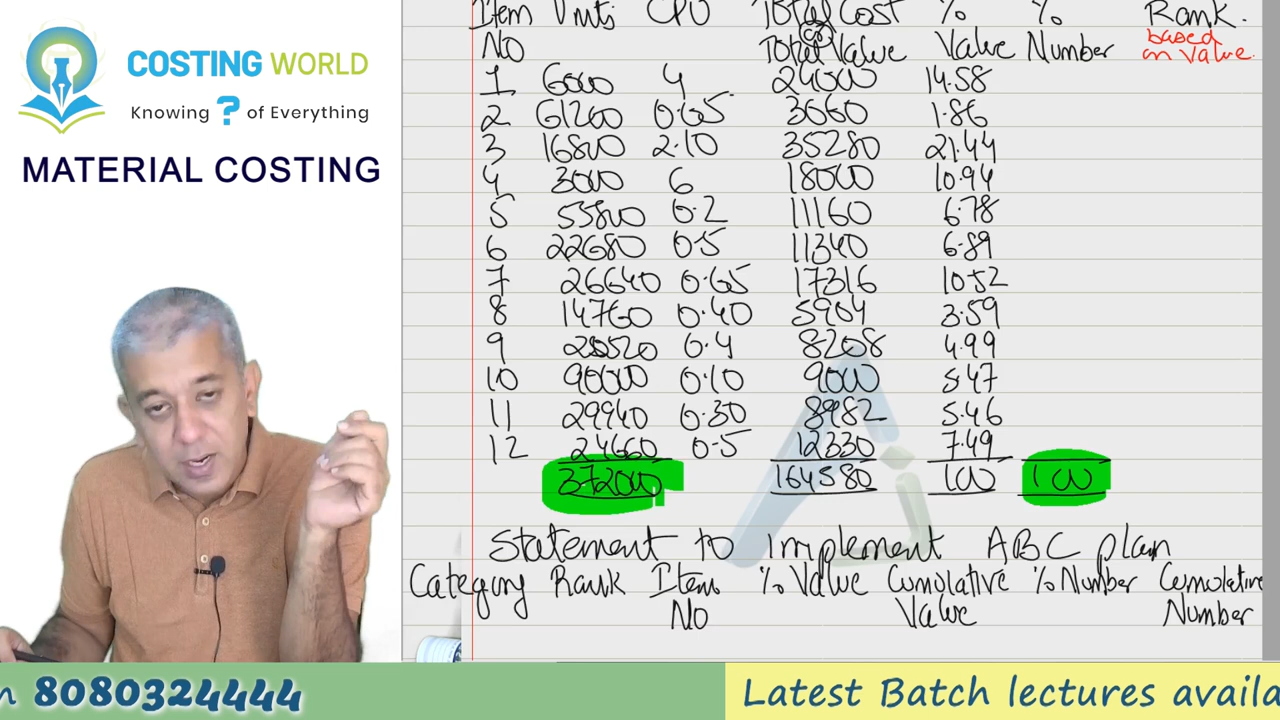 COSTING WORLD
Knowing ? of Everything
MATERIAL COSTING
Item Units CPU Total Cost % % Rank.
NO (or) Total Value Value Number based on Value.
1 6000 4 24000 14.58
2 61200 0.05 3060 1.86
3 16800 2.10 35280 21.44
4 3000 6 18000 10.94
5 55800 0.2 11160 6.78
6 22680 0.5 11340 6.89
7 26640 0.65 17316 10.52
8 14760 0.40 5904 3.59
9 20520 0.4 8208 4.99
10 90000 0.10 9000 5.47
11 29940 0.30 8982 5.46
12 24660 0.5 12330 7.49
372000 164580 100 100
Statement to implement ABC plan
Category Rank Item % Value Cumulative % Number Cumulative
NO Value Number
8080324444
Latest Batch lectures availa